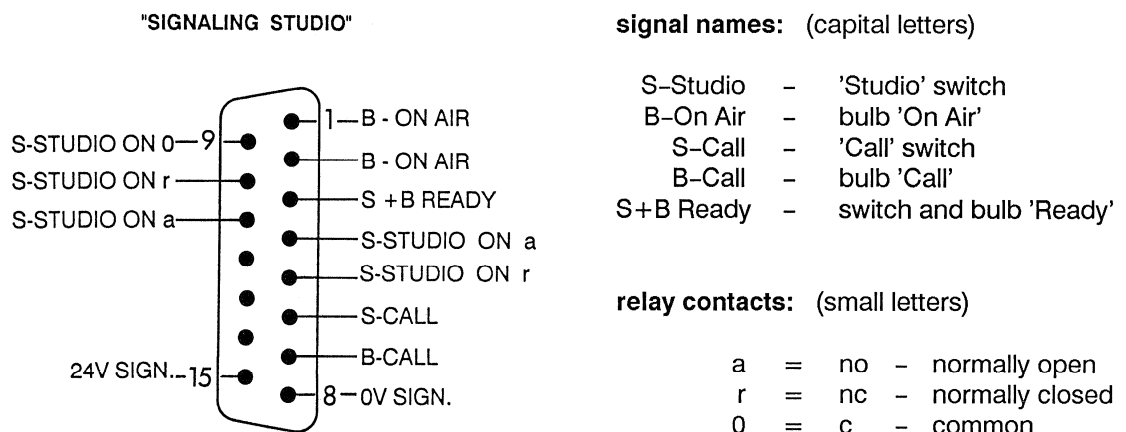 "SIGNALING STUDIO"
1 B - ON AIR
S-STUDIO ON 0 9
B - ON AIR
S-STUDIO ON r
S +B READY
S-STUDIO ON a
S-STUDIO ON a
S-STUDIO ON r
S-CALL
B-CALL
24V SIGN. 15
8 0V SIGN.
signal names: (capital letters)
S–Studio – 'Studio' switch
B–On Air – bulb 'On Air'
S–Call – 'Call' switch
B–Call – bulb 'Call'
S+B Ready – switch and bulb 'Ready'
relay contacts: (small letters)
a = no – normally open
r = nc – normally closed
0 = c – common